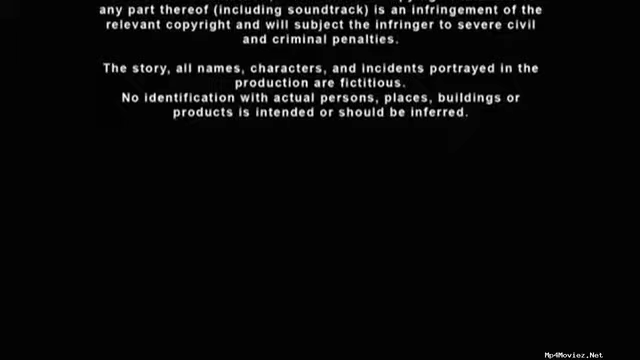 any part thereof (including soundtrack) is an infringement of the
relevant copyright and will subject the infringer to severe civil
and criminal penalties.
The story, all names, characters, and incidents portrayed in the
production are fictitious.
No identification with actual persons, places, buildings or
products is intended or should be inferred.
Mp4Moviez.Net